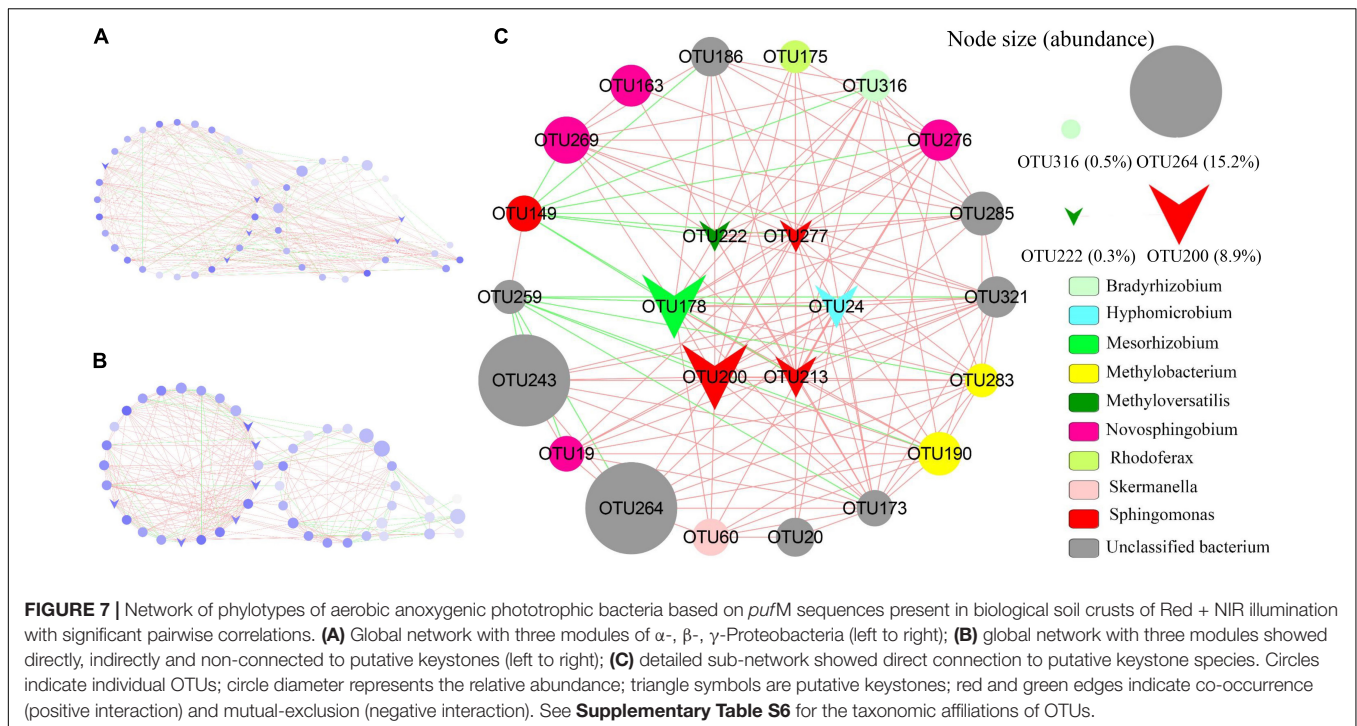 A
B
C
Node size (abundance)
OTU186
OTU175
OTU163
OTU316
OTU269
OTU276
OTU149
OTU285
OTU222
OTU277
OTU259
OTU178
OTU24
OTU321
OTU243
OTU200
OTU213
OTU283
OTU19
OTU190
OTU264
OTU173
OTU60
OTU20
OTU316 (0.5%) OTU264 (15.2%)
OTU222 (0.3%) OTU200 (8.9%)
Bradyrhizobium
Hyphomicrobium
Mesorhizobium
Methylobacterium
Methyloversatilis
Novosphingobium
Rhodoferax
Skermanella
Sphingomonas
Unclassified bacterium
FIGURE 7 | Network of phylotypes of aerobic anoxygenic phototrophic bacteria based on pufM sequences present in biological soil crusts of Red + NIR illumination
with significant pairwise correlations. (A) Global network with three modules of α-, β-, γ-Proteobacteria (left to right); (B) global network with three modules showed
directly, indirectly and non-connected to putative keystones (left to right); (C) detailed sub-network showed direct connection to putative keystone species. Circles
indicate individual OTUs; circle diameter represents the relative abundance; triangle symbols are putative keystones; red and green edges indicate co-occurrence
(positive interaction) and mutual-exclusion (negative interaction). See Supplementary Table S6 for the taxonomic affiliations of OTUs.